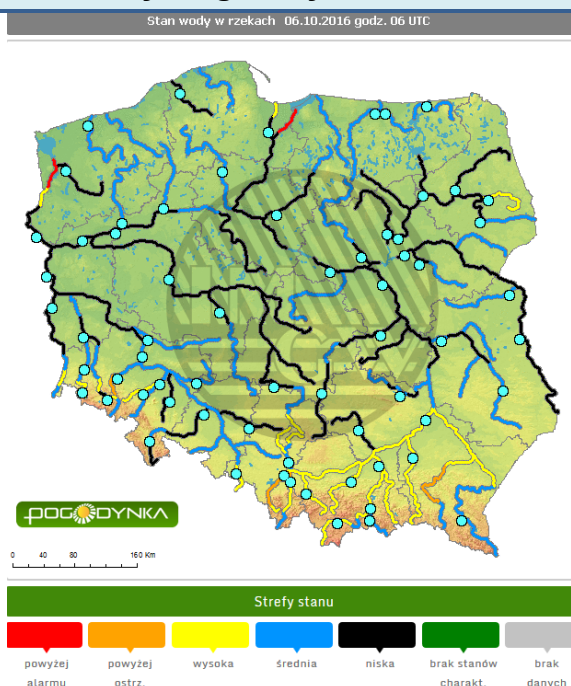 Stan wody w rzekach 06.10.2016 godz. 06 UTC
POGODYNKA
0 40 80 160 Km
Strefy stanu
powyżej alarmu
powyżej ostrz.
wysoka
średnia
niska
brak stanów charakt.
brak danych